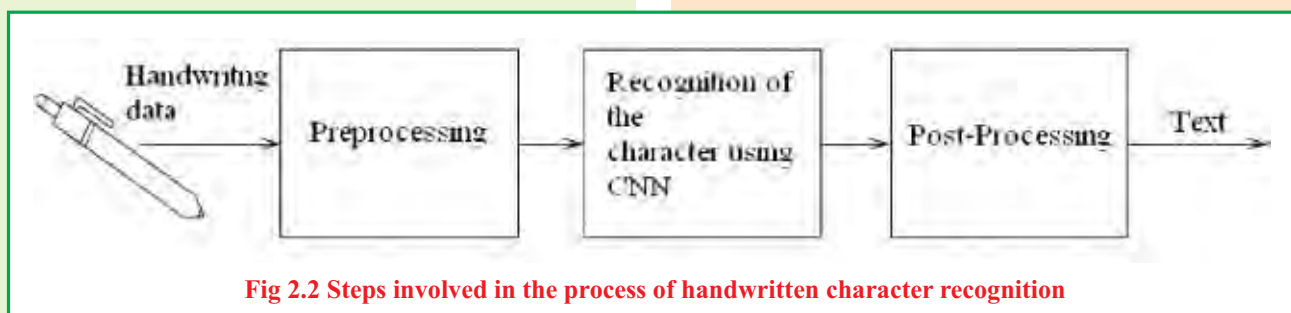 Handwriting
data
Preprocessing
Recognition of
the
character using
CNN
Post-Processing
Text
Fig 2.2 Steps involved in the process of handwritten character recognition